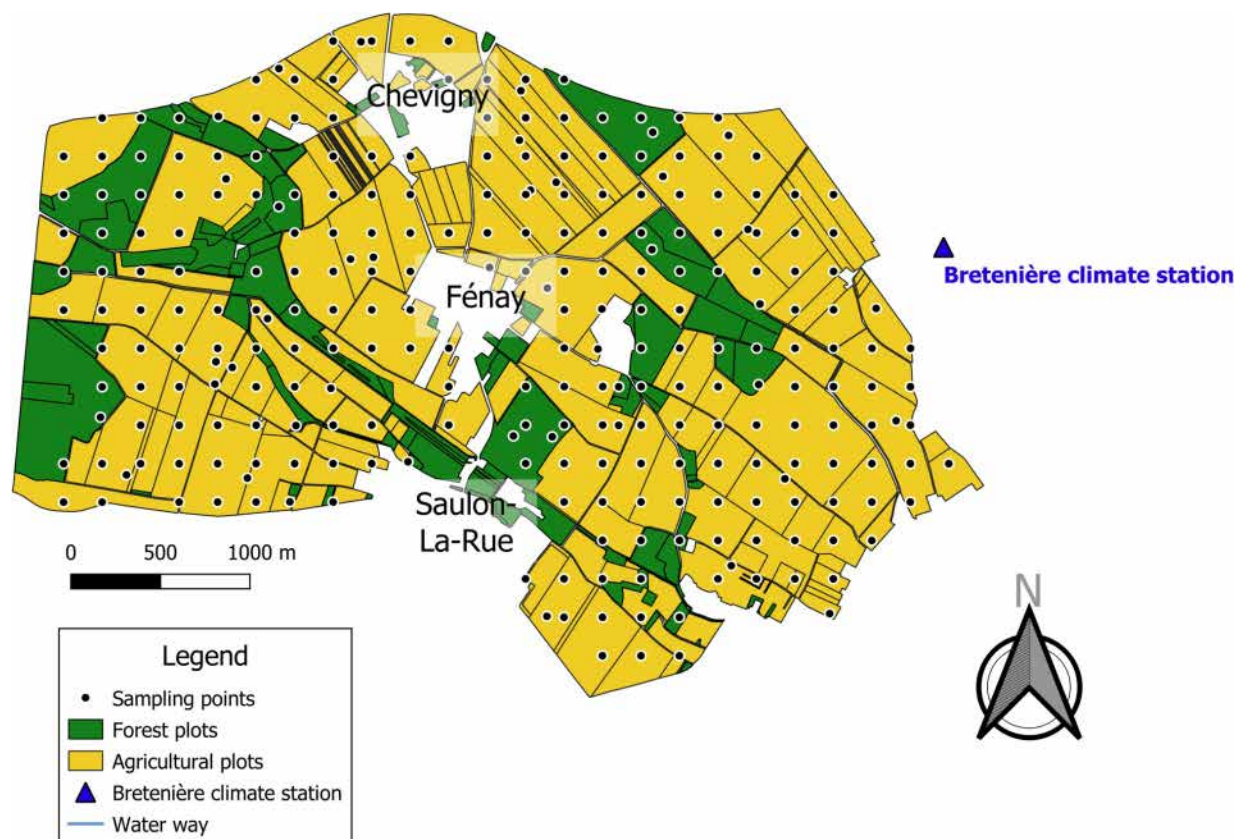 Chevigny
Bretenière climate station
Fénay
Saulon-
La-Rue
0 500 1000 m
N
Legend
Sampling points
Forest plots
Agricultural plots
Bretenière climate station
Water way